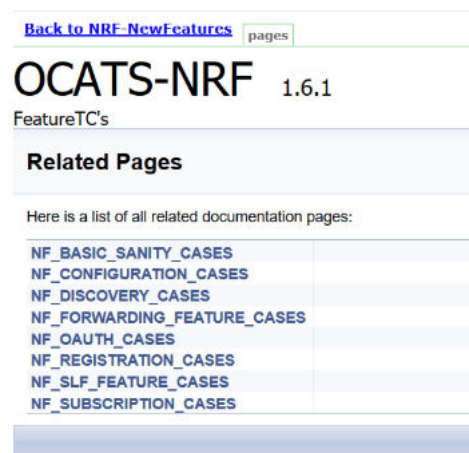 Back to NRF-NewFeatures pages
OCATS-NRF 1.6.1
FeatureTC's
Related Pages
Here is a list of all related documentation pages:
NF_BASIC_SANITY_CASES
NF_CONFIGURATION_CASES
NF_DISCOVERY_CASES
NF_FORWARDING_FEATURE_CASES
NF_OAUTH_CASES
NF_REGISTRATION_CASES
NF_SLF_FEATURE_CASES
NF_SUBSCRIPTION_CASES